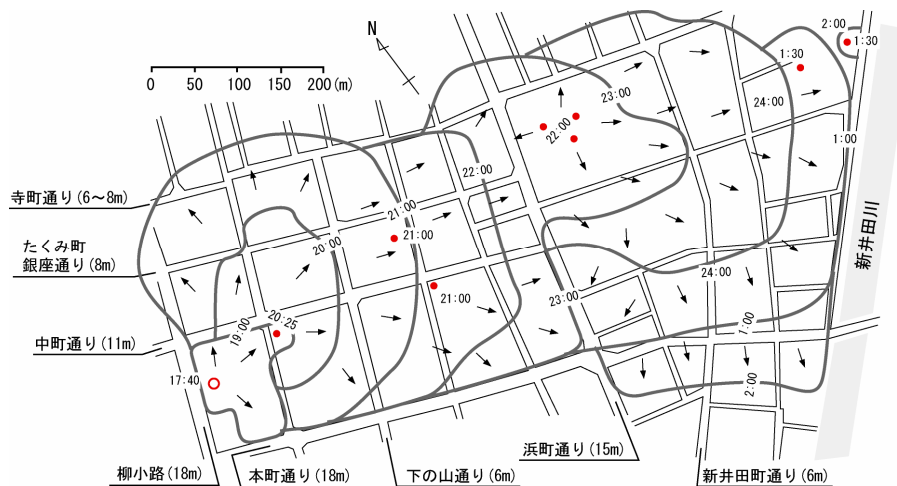 2:00
1:30
1:30
N
0 50 100 150 200(m)
23:00
24:00
22:00
1:00
22:00
寺町通り(6～8m)
21:00
21:00
新井田川
たくみ町
銀座通り(8m)
20:00
24:00
21:00
23:00
20:25
19:00
1:00
中町通り(11m)
17:40
2:00
浜町通り(15m)
柳小路(18m)
本町通り(18m)
下の山通り(6m)
新井田町通り(6m)